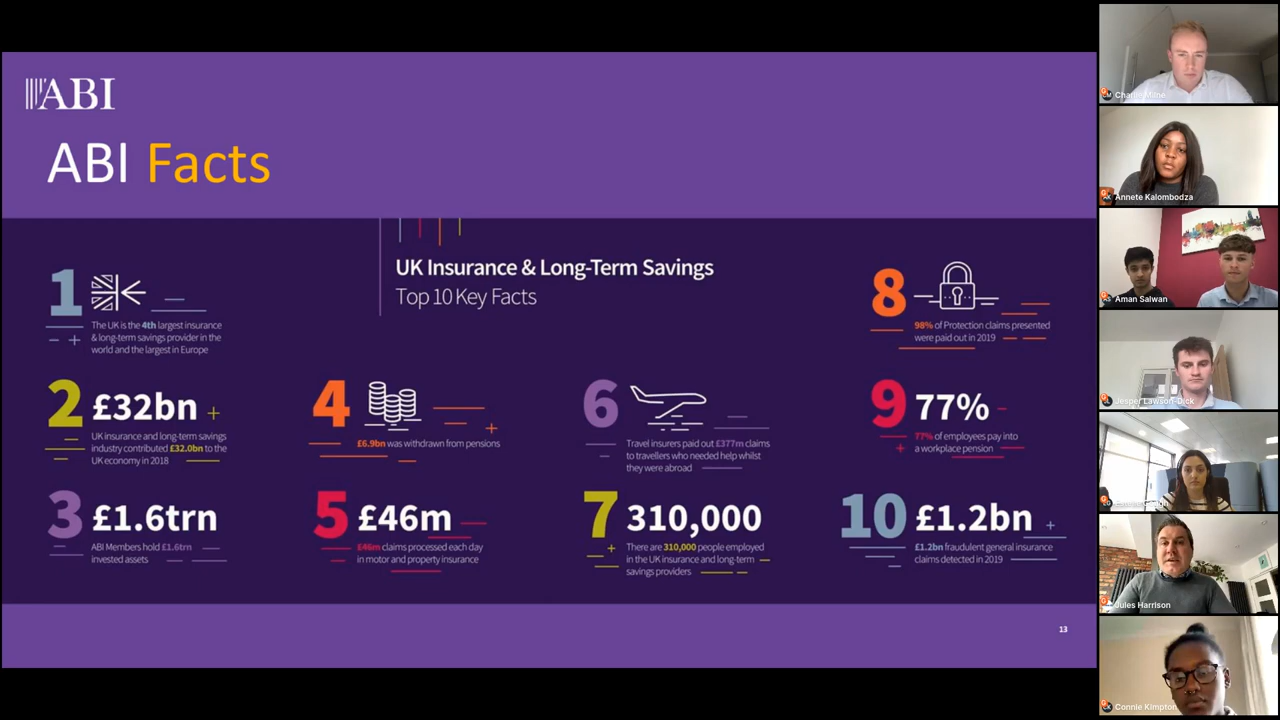 ABI
ABI Facts
UK Insurance & Long-Term Savings
Top 10 Key Facts
1
The UK is the 4th largest insurance
& long-term savings provider in the
world and the largest in Europe
2 £32bn
UK insurance and long-term savings
industry contributed £32.0bn to the
UK economy in 2018
3 £1.6trn
ABI Members hold £1.6trn
invested assets
4
£6.9bn was withdrawn from pensions
5 £46m
£46m claims processed each day
in motor and property insurance
6
Travel insurers paid out £377m claims
to travellers who needed help whilst
they were abroad
7 310,000
There are 310,000 people employed
in the UK insurance and long-term
savings providers
8
98% of Protection claims presented
were paid out in 2019
9 77%
77% of employees pay into
a workplace pension
10 £1.2bn
£1.2bn fraudulent general insurance
claims detected in 2019
13
Charlie Milne
Annete Kalombodza
Aman Salwan
Jesper Lawson-Dick
Jules Harrison
Connie Kimpton